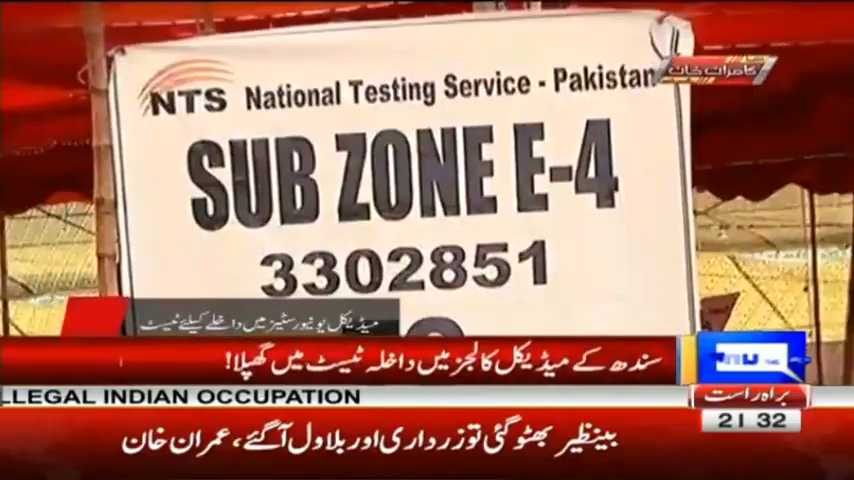 NTS National Testing Service - Pakistan
کامران خان
SUB ZONE E-4
3302851
میڈیکل یونیورسٹیز میں داخلے کیلئے ٹیسٹ
سندھ کے میڈیکل کالجز میں داخلہ ٹیسٹ میں گھپلا!
براہ راست
LLEGAL INDIAN OCCUPATION
21 32
بینظیر بھٹو گئی تو زرداری اور بلاول آگئے، عمران خان